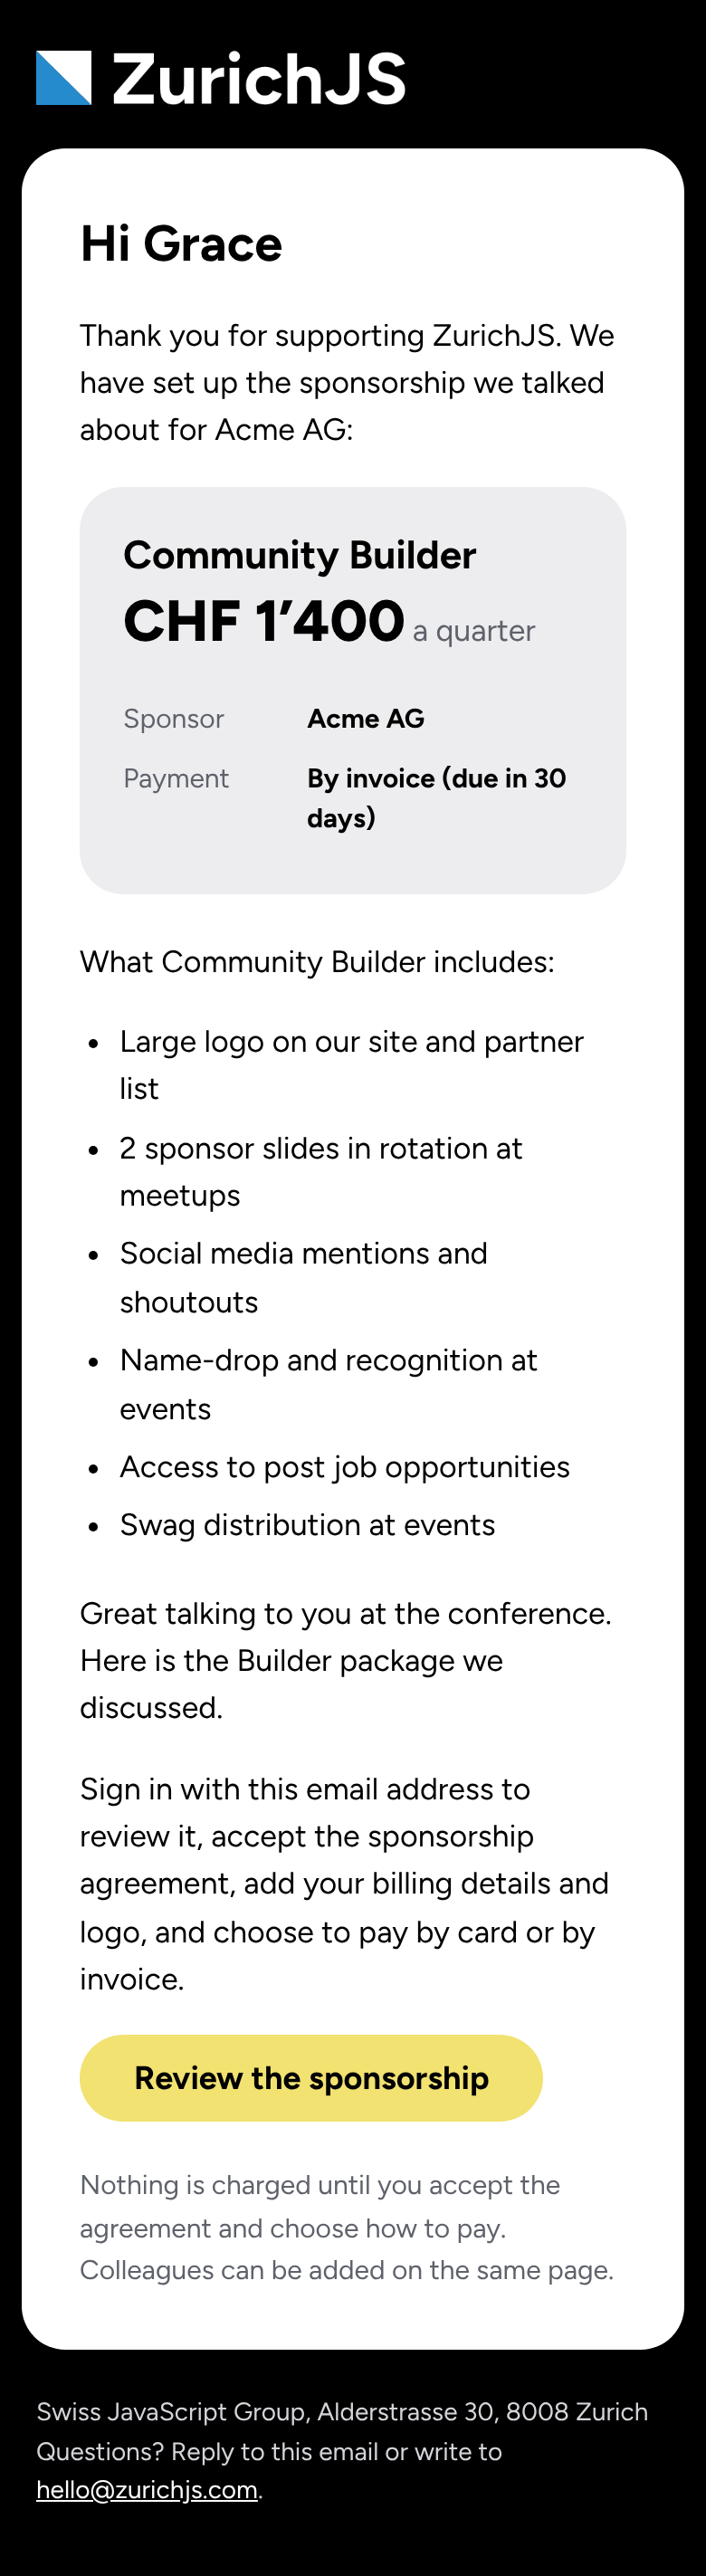 ZurichJS
Hi Grace
Thank you for supporting ZurichJS. We
have set up the sponsorship we talked
about for Acme AG:
Community Builder
CHF 1’400 a quarter
Sponsor Acme AG
Payment By invoice (due in 30
days)
What Community Builder includes:
• Large logo on our site and partner
list
• 2 sponsor slides in rotation at
meetups
• Social media mentions and
shoutouts
• Name-drop and recognition at
events
• Access to post job opportunities
• Swag distribution at events
Great talking to you at the conference.
Here is the Builder package we
discussed.
Sign in with this email address to
review it, accept the sponsorship
agreement, add your billing details and
logo, and choose to pay by card or by
invoice.
Review the sponsorship
Nothing is charged until you accept the
agreement and choose how to pay.
Colleagues can be added on the same page.
Swiss JavaScript Group, Alderstrasse 30, 8008 Zurich
Questions? Reply to this email or write to
hello@zurichjs.com.